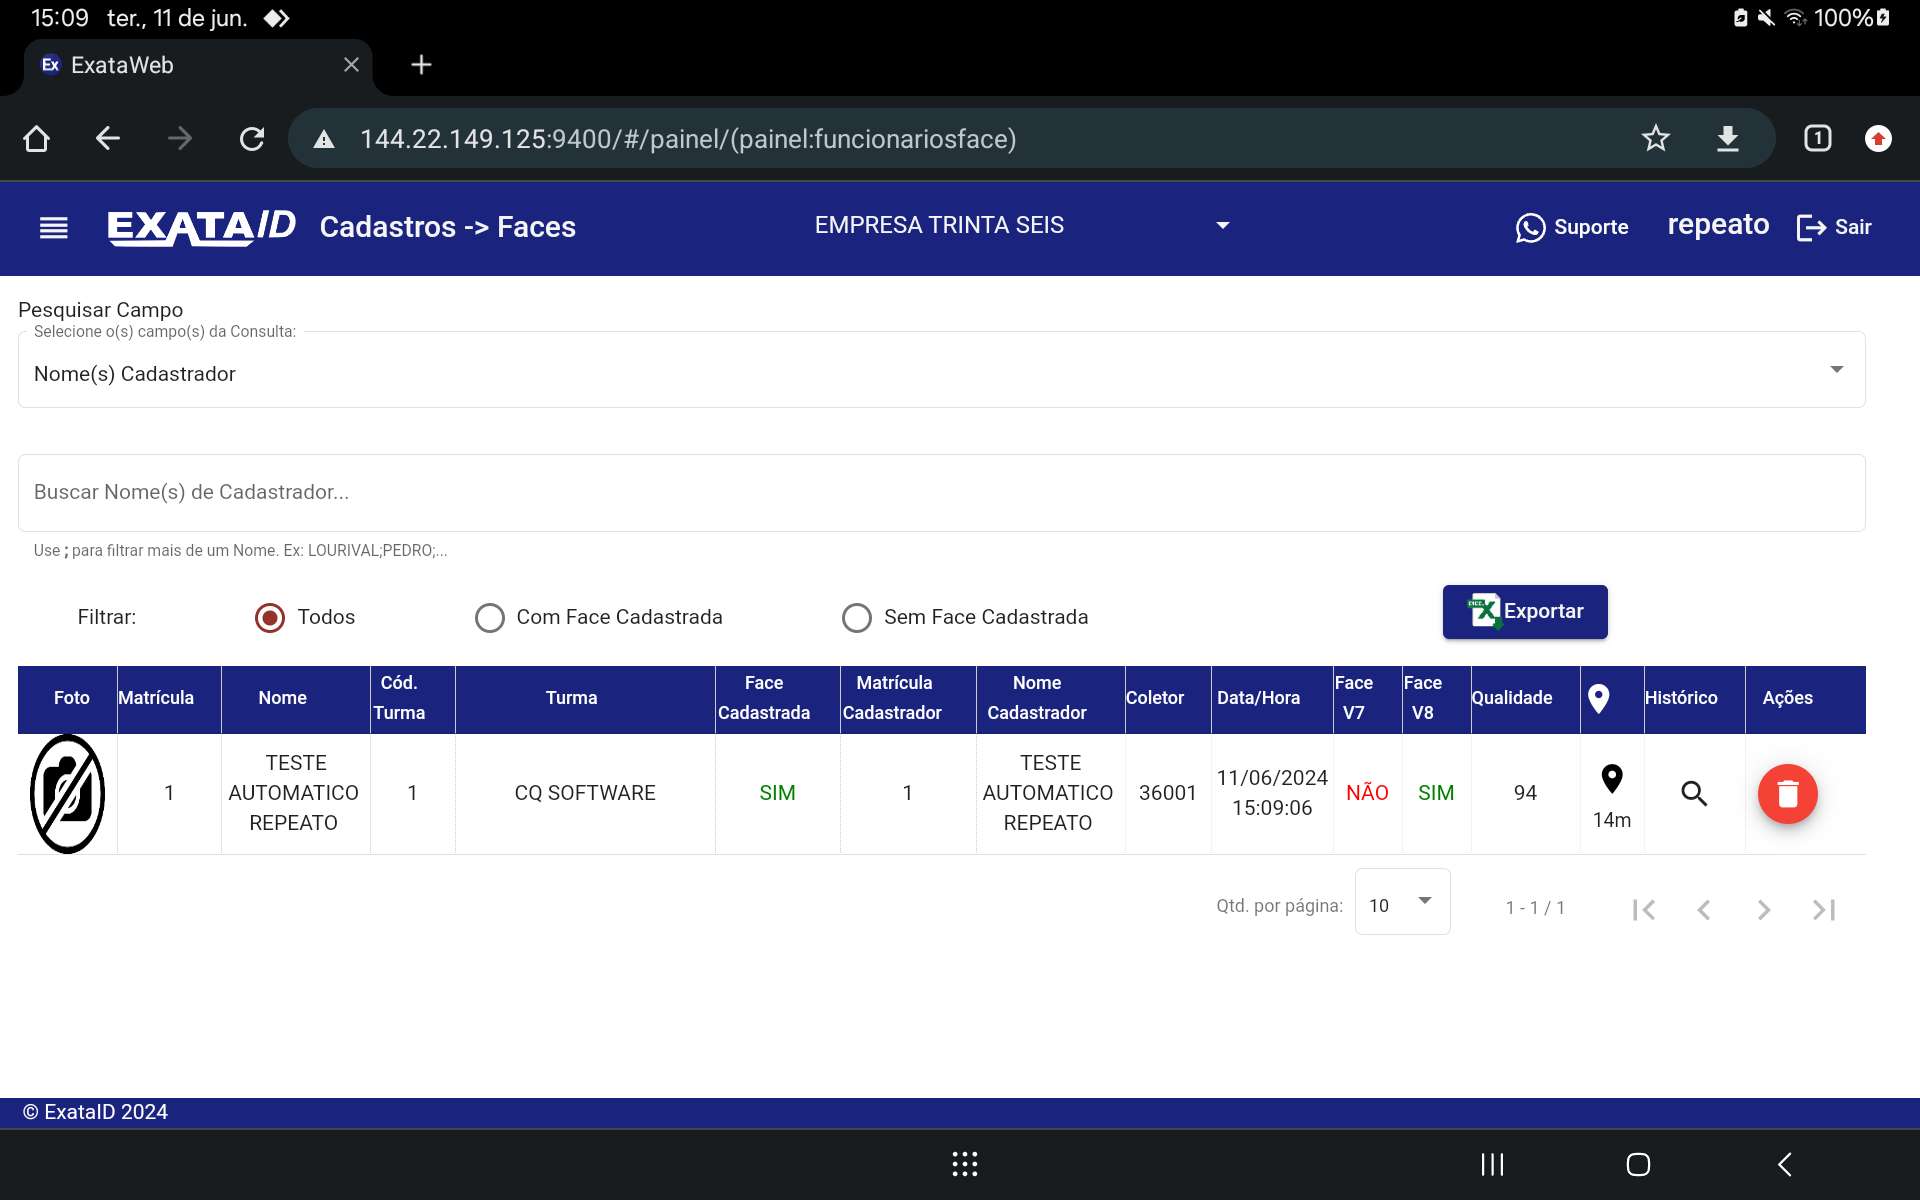 15:09 ter., 11 de jun. 100%
Ex ExataWeb
144.22.149.125:9400/#/painel/(painel:funcionariosface) 1
EXATAID Cadastros -> Faces EMPRESA TRINTA SEIS Suporte repeato Sair
Pesquisar Campo
Selecione o(s) campo(s) da Consulta:
Nome(s) Cadastrador
Buscar Nome(s) de Cadastrador...
Use ; para filtrar mais de um Nome. Ex: LOURIVAL;PEDRO;...
Filtrar: Todos Com Face Cadastrada Sem Face Cadastrada Exportar
Foto Matrícula Nome Cód. Turma Turma Face Cadastrada Matrícula Cadastrador Nome Cadastrador Coletor Data/Hora Face V7 Face V8 Qualidade Histórico Ações
1 TESTE AUTOMATICO REPEATO 1 CQ SOFTWARE SIM 1 TESTE AUTOMATICO REPEATO 36001 11/06/2024 15:09:06 NÃO SIM 94 14m
Qtd. por página: 10 1 - 1 / 1
© ExataID 2024